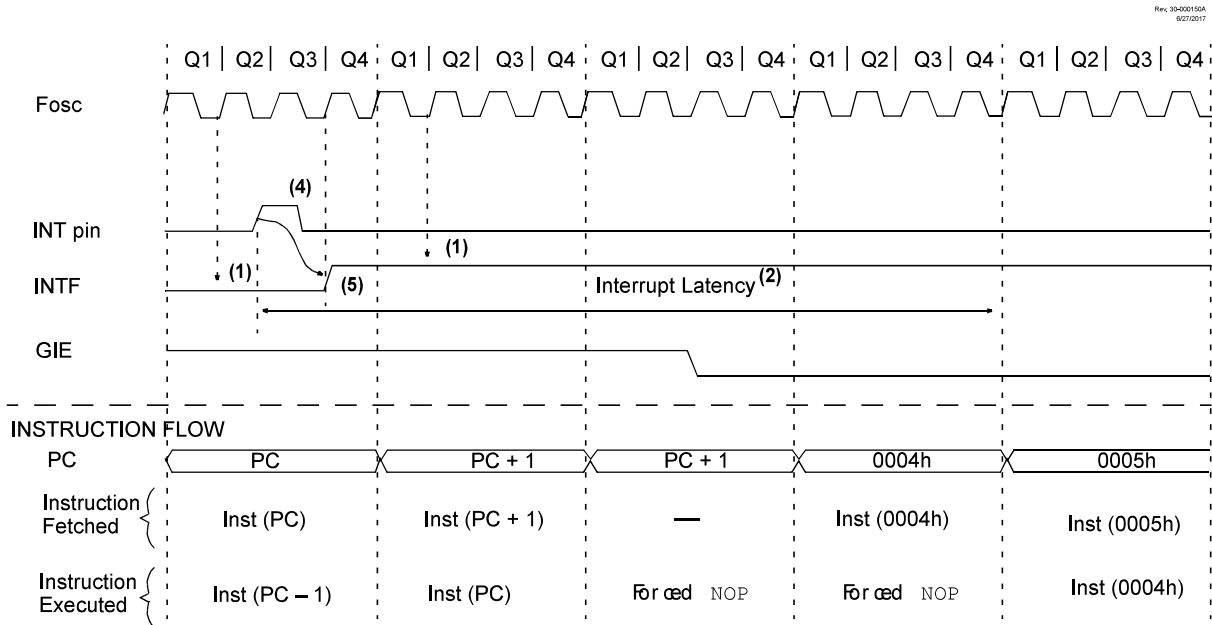 Rev. 30-000150A
6/27/2017
Q1 | Q2 | Q3 | Q4 Q1 | Q2 | Q3 | Q4 Q1 | Q2 | Q3 | Q4 Q1 | Q2 | Q3 | Q4 Q1 | Q2 | Q3 | Q4
Fosc
(4)
INT pin
(1)
(1)
INTF
(5)
Interrupt Latency (2)
GIE
INSTRUCTION FLOW
PC PC PC + 1 PC + 1 0004h 0005h
Instruction Fetched
Inst (PC) Inst (PC + 1) — Inst (0004h) Inst (0005h)
Instruction Executed
Inst (PC – 1) Inst (PC) Forced NOP Forced NOP Inst (0004h)